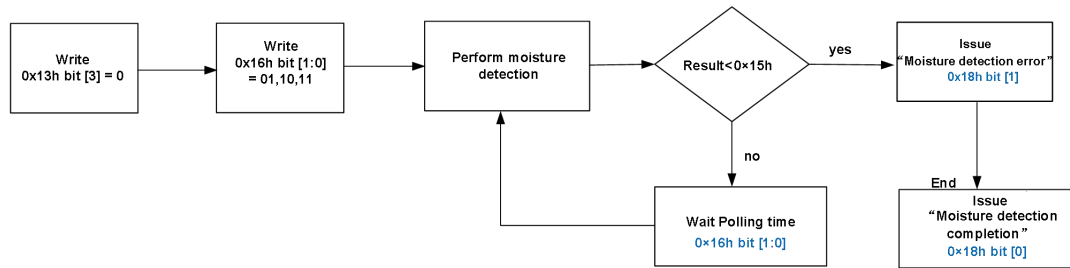 Write
0x13h bit [3] = 0
Write
0x16h bit [1:0]
= 01,10,11
Perform moisture
detection
Result<0×15h
yes
Issue
“Moisture detection error”
0x18h bit [1]
no
Wait Polling time
0×16h bit [1:0]
End
Issue
“Moisture detection
completion”
0×18h bit [0]